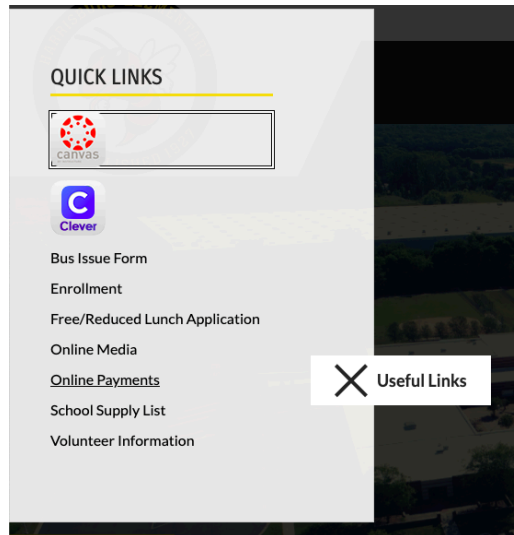 QUICK LINKS
canvas
Clever
Bus Issue Form
Enrollment
Free/Reduced Lunch Application
Online Media
Online Payments
Useful Links
School Supply List
Volunteer Information